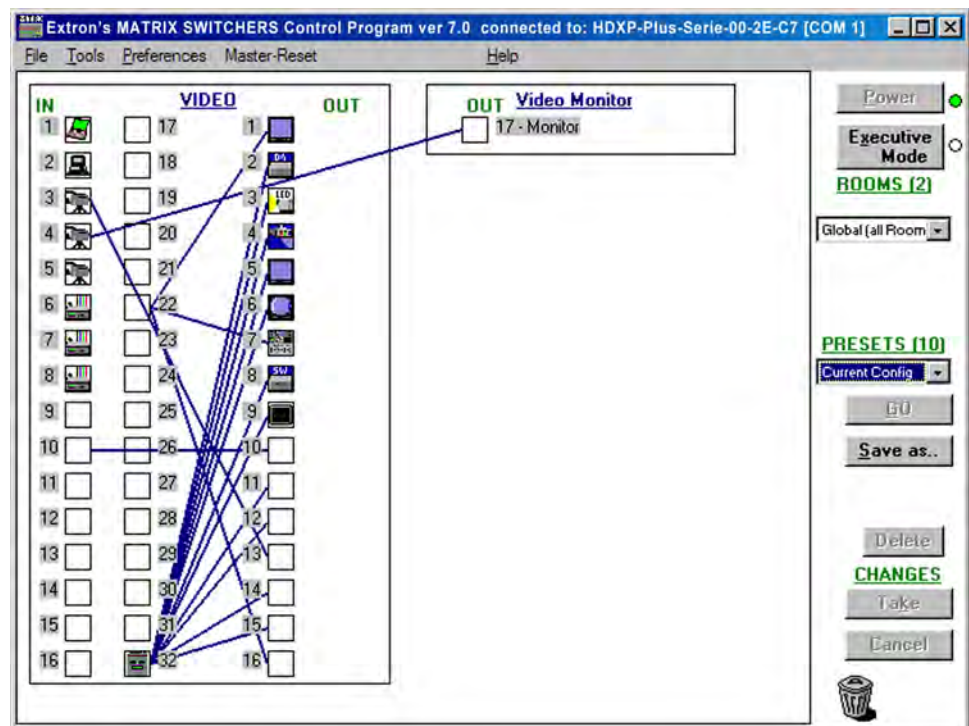 Extron's MATRIX SWITCHERS Control Program ver 7.0 connected to: HDXP-Plus-Serie-00-2E-C7 [COM 1]
File Tools Preferences Master-Reset Help
IN VIDEO OUT
1 17 1
2 18 2
3 19 3
4 20 4
5 21 5
6 22 6
7 23 7
8 24 8
9 25 9
10 26 10
11 27 11
12 28 12
13 29 13
14 30 14
15 31 15
16 32 16
DA
LCD
SW
OUT Video Monitor
17 - Monitor
Power
Executive
Mode
ROOMS (2)
Global (all Room
PRESETS (10)
Current Config
GO
Save as..
Delete
CHANGES
Take
Cancel